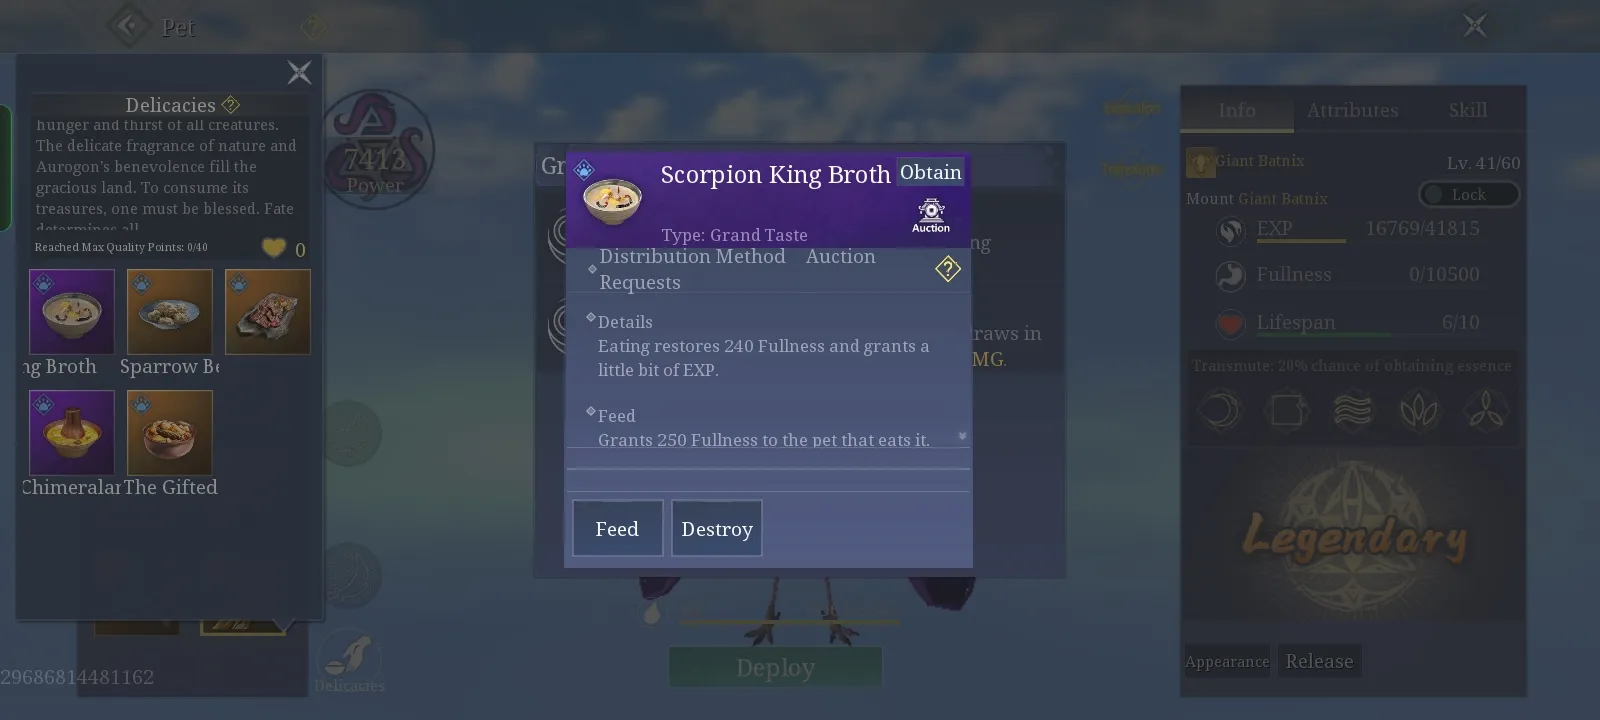 Pet
Delicacies
hunger and thirst of all creatures.
The delicate fragrance of nature and
Aurogon's benevolence fill the
gracious land. To consume its
treasures, one must be blessed. Fate
determines all
Reached Max Quality Points: 0/40
0
ng Broth
Sparrow Be
Chimeralar
The Gifted
7413
Power
Gr
Scorpion King Broth
Obtain
Auction
Type: Grand Taste
Distribution Method Auction
Requests
Details
Eating restores 240 Fullness and grants a
little bit of EXP.
Feed
Grants 250 Fullness to the pet that eats it.
Feed
Destroy
ng
raws in
MG.
Deploy
Delicacies
29686814481162
Info
Attributes
Skill
Giant Batnix
Lv. 41/60
Mount Giant Batnix
Lock
EXP 16769/41815
Fullness 0/10500
Lifespan 6/10
Transmute: 20% chance of obtaining essence
Legendary
Appearance
Release